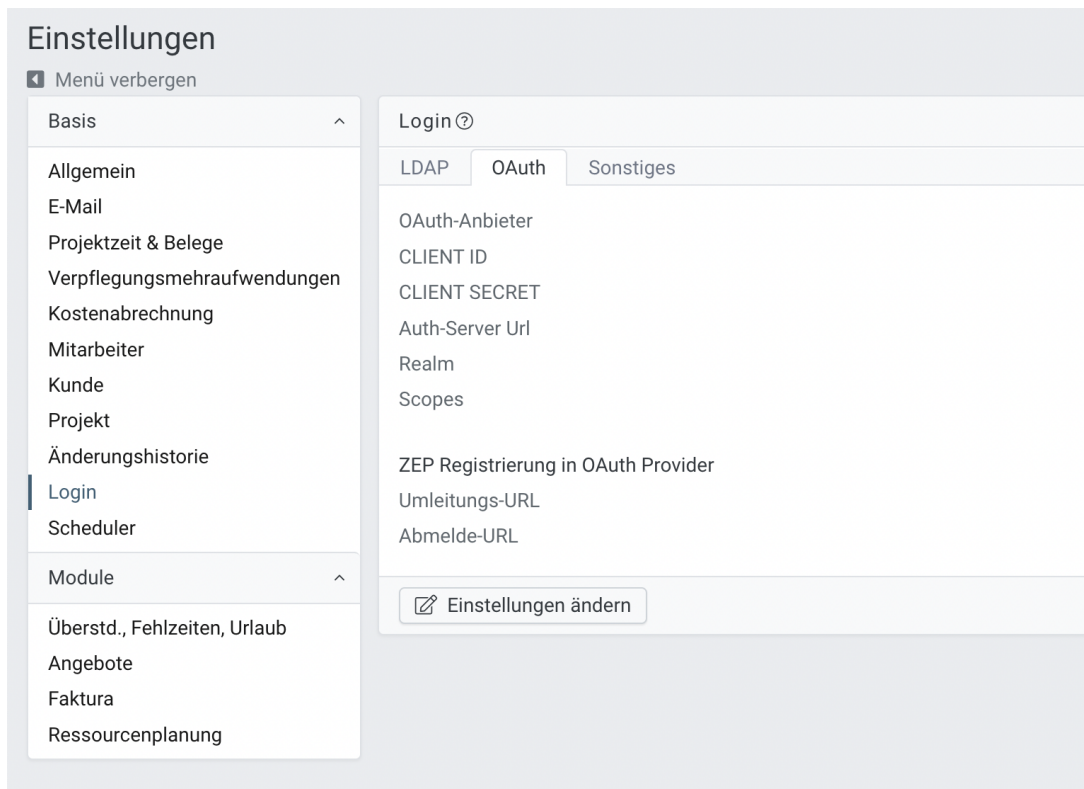 Einstellungen
Menü verbergen
Basis
Allgemein
E-Mail
Projektzeit & Belege
Verpflegungsmehraufwendungen
Kostenabrechnung
Mitarbeiter
Kunde
Projekt
Änderungshistorie
Login
Scheduler
Module
Überstd., Fehlzeiten, Urlaub
Angebote
Faktura
Ressourcenplanung
Login ?
LDAP OAuth Sonstiges
OAuth-Anbieter
CLIENT ID
CLIENT SECRET
Auth-Server Url
Realm
Scopes
ZEP Registrierung in OAuth Provider
Umleitungs-URL
Abmelde-URL
Einstellungen ändern